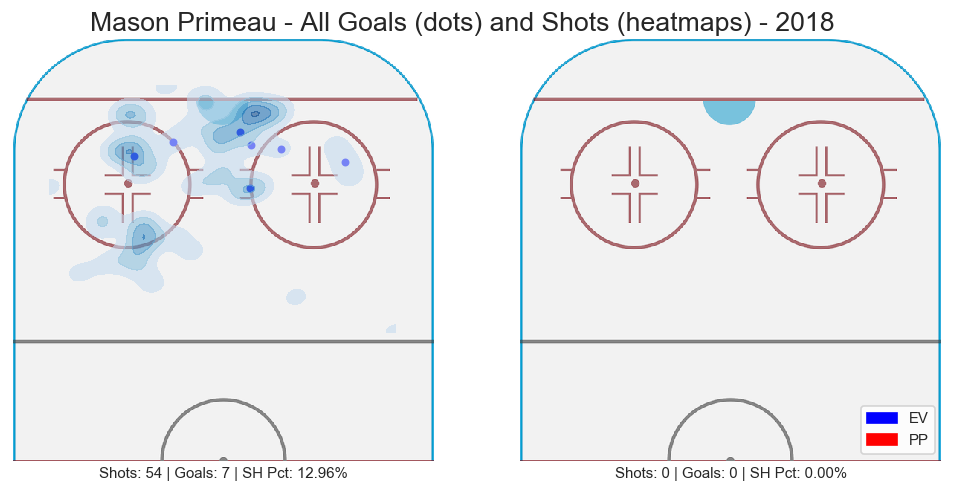 Mason Primeau - All Goals (dots) and Shots (heatmaps) - 2018
EV
PP
Shots: 54 | Goals: 7 | SH Pct: 12.96%
Shots: 0 | Goals: 0 | SH Pct: 0.00%